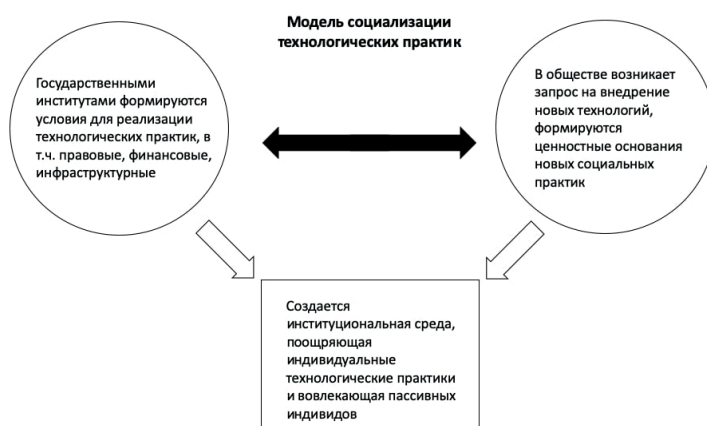 Модель социализации
технологических практик
Государственными
институтами формируются
условия для реализации
технологических практик, в
т.ч. правовые, финансовые,
инфраструктурные
В обществе возникает
запрос на внедрение
новых технологий,
формируются
ценностные основания
новых социальных
практик
Создается
институциональная среда,
поощряющая
индивидуальные
технологические практики
и вовлекающая пассивных
индивидов